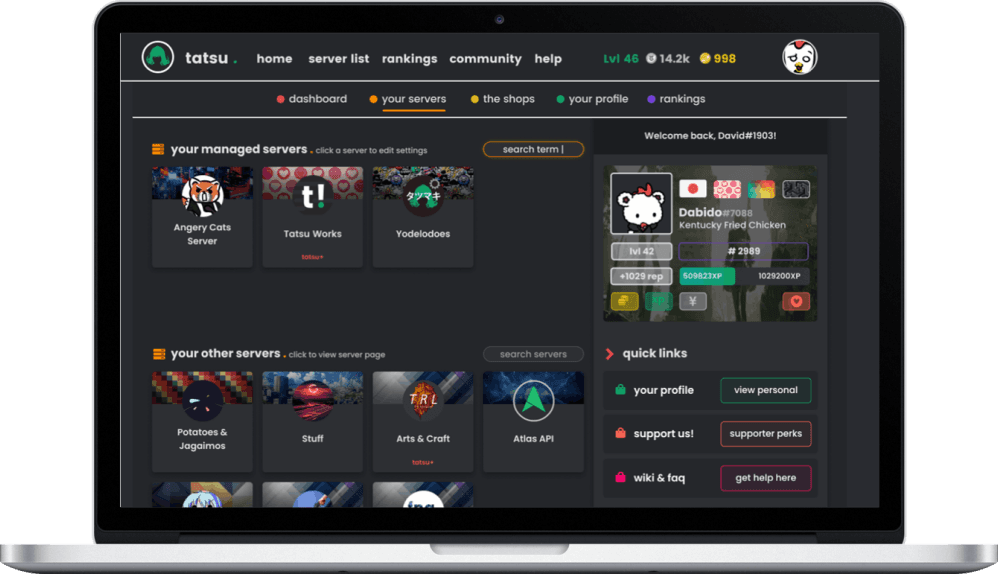 tatsu .
home server list rankings community help
Lvl 46 14.2k 998
dashboard your servers the shops your profile rankings
your managed servers . click a server to edit settings
search term |
Angery Cats
Server
t!
Tatsu Works
tatsu+
タツマキ
Yodelodoes
your other servers . click to view server page
search servers
Potatoes &
Jagaimos
Stuff
TRL
Arts & Craft
tatsu+
Atlas API
Welcome back, David#1903!
Dabido#7088
Kentucky Fried Chicken
lvl 42
# 2989
+1029 rep
509823XP
1029200XP
¥
quick links
your profile
view personal
support us!
supporter perks
wiki & faq
get help here